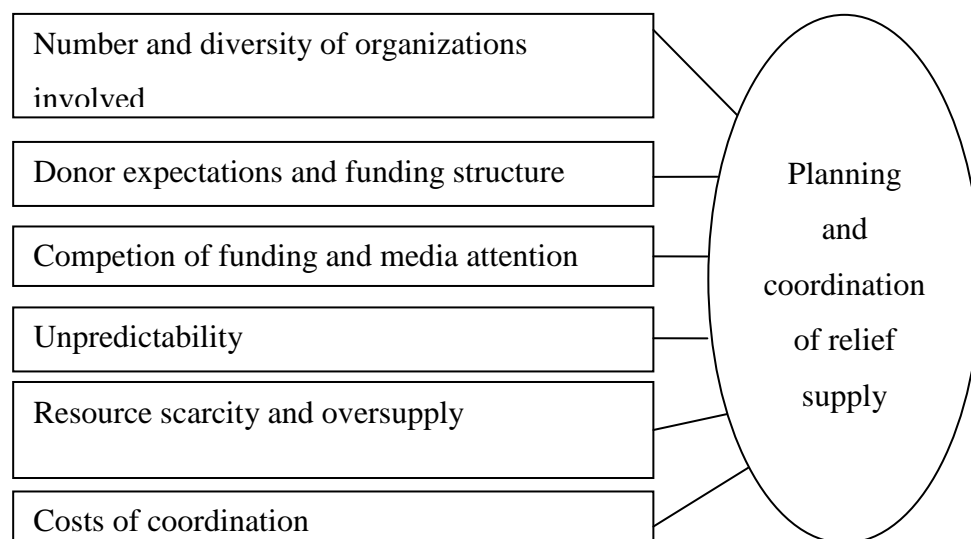 Number and diversity of organizations
involved
Donor expectations and funding structure
Competion of funding and media attention
Unpredictability
Resource scarcity and oversupply
Costs of coordination
Planning
and
coordination
of relief
supply